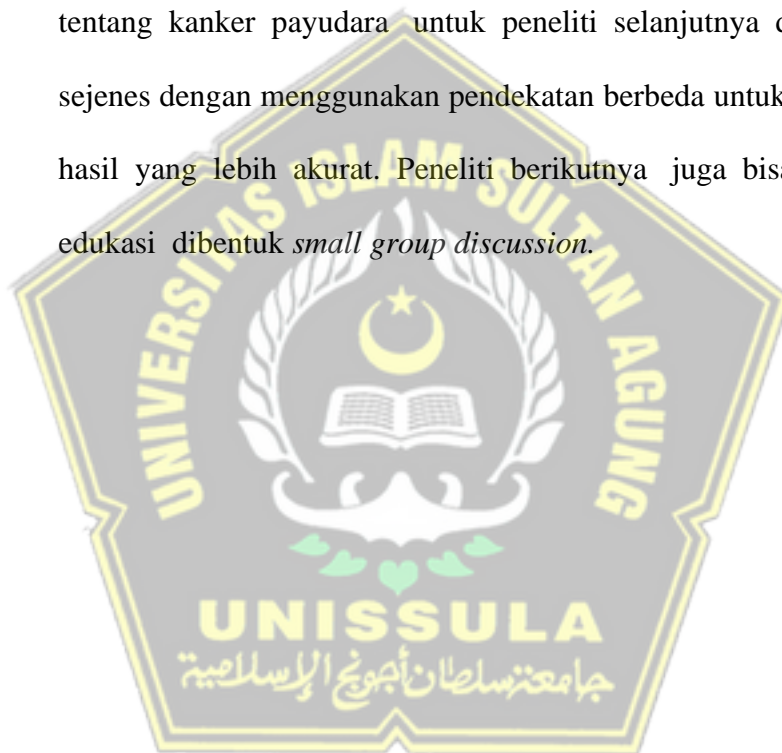 tentang kanker payudara untuk peneliti selanjutnya
sejenes dengan menggunakan pendekatan berbeda untuk
hasil yang lebih akurat. Peneliti berikutnya juga bisa
edukasi dibentuk small group discussion.
UNIVERSITAS ISLAM SULTAN AGUNG
UNISSULA
جامعة سلطان أجونج الإسلامية